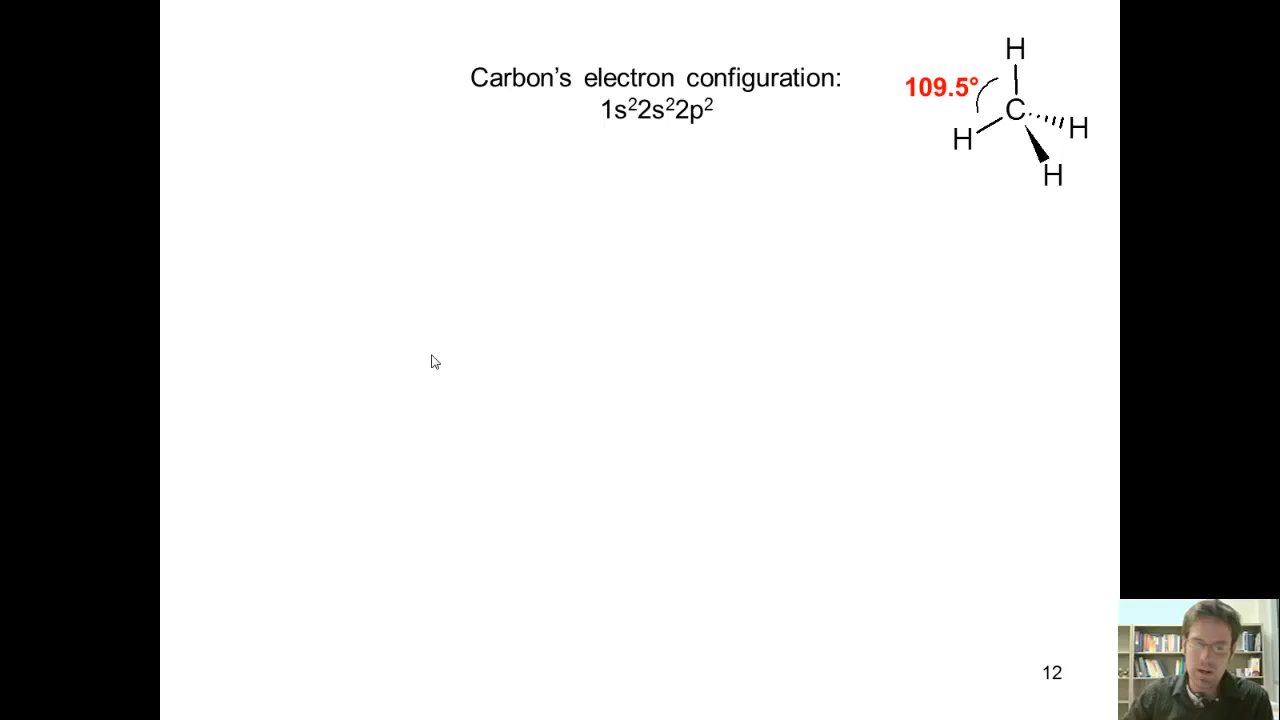 Carbon’s electron configuration:
1s²2s²2p²
H
109.5°
C
H
H
H
12